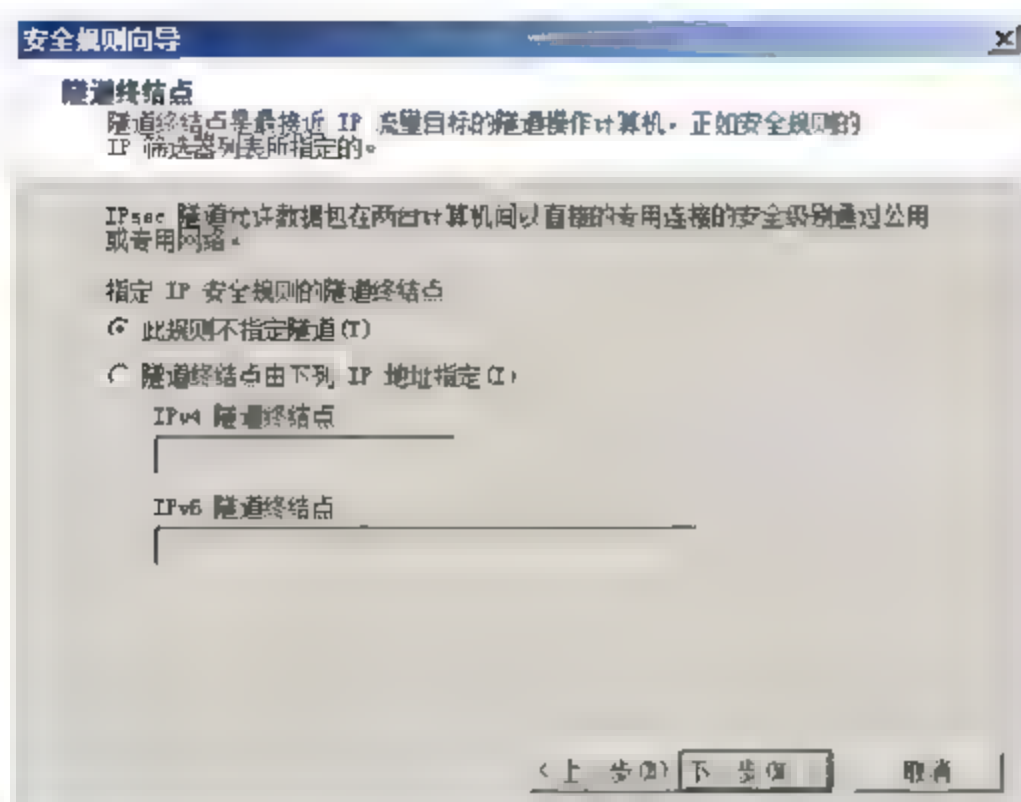 安全规则向导
隧道终结点
隧道终结点是最接近 IP 流量目标的隧道操作计算机，正如安全规则的
IP 筛选器列表所指定的。
IPsec 隧道允许数据包在两台计算机间以直接的专用连接的安全级别通过公用
或专用网络。
指定 IP 安全规则的隧道终结点
此规则不指定隧道(T)
隧道终结点由下列 IP 地址指定(I)
IPv4 隧道终结点
IPv6 隧道终结点
< 上一步(B) 下一步(N) 取消